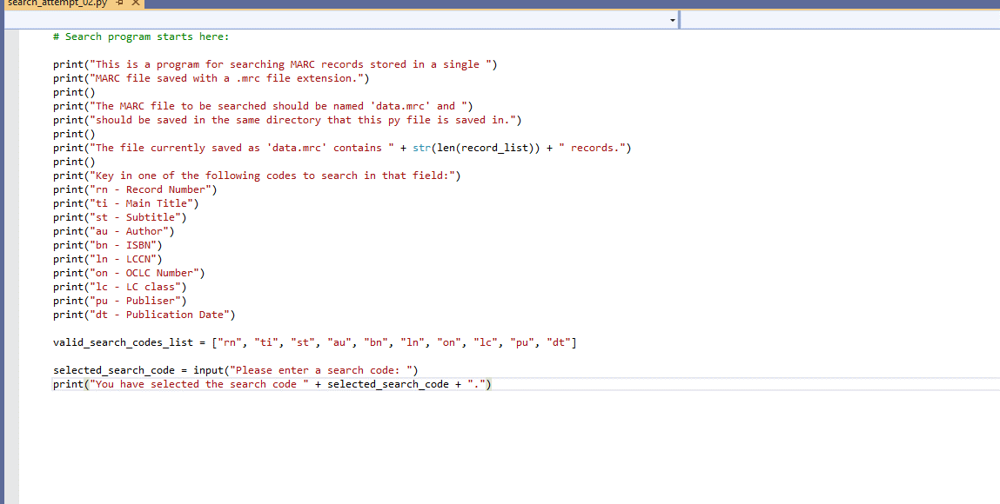 search_attempt_02.py
# Search program starts here:
print("This is a program for searching MARC records stored in a single ")
print("MARC file saved with a .mrc file extension.")
print()
print("The MARC file to be searched should be named 'data.mrc' and ")
print("should be saved in the same directory that this py file is saved in.")
print()
print("The file currently saved as 'data.mrc' contains " + str(len(record_list)) + " records.")
print()
print("Key in one of the following codes to search in that field:")
print("rn - Record Number")
print("ti - Main Title")
print("st - Subtitle")
print("au - Author")
print("bn - ISBN")
print("ln - LCCN")
print("on - OCLC Number")
print("lc - LC class")
print("pu - Publiser")
print("dt - Publication Date")
valid_search_codes_list = ["rn", "ti", "st", "au", "bn", "ln", "on", "lc", "pu", "dt"]
selected_search_code = input("Please enter a search code: ")
print("You have selected the search code " + selected_search_code + ".")